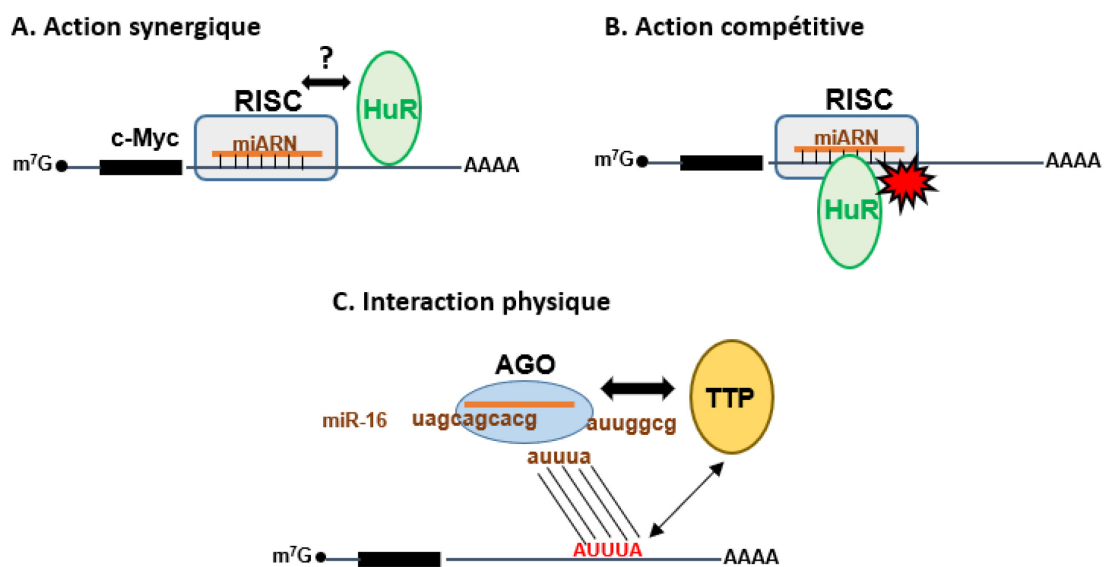 A. Action synergique
?
RISC
HuR
c-Myc
miARN
m⁷G
AAAA
B. Action compétitive
RISC
miARN
m⁷G
AAAA
HuR
C. Interaction physique
AGO
TTP
miR-16
uagcagcacg
auuggcg
auuua
AUUUA
m⁷G
AAAA